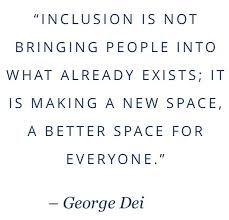 “INCLUSION IS NOT
BRINGING PEOPLE INTO
WHAT ALREADY EXISTS; IT
IS MAKING A NEW SPACE,
A BETTER SPACE FOR
EVERYONE.”
– George Dei